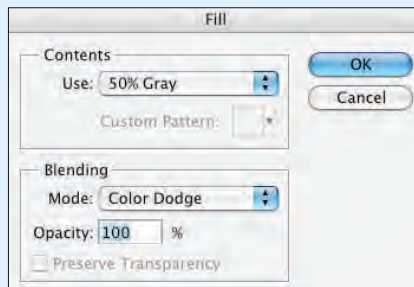 Fill
Contents
Use: 50% Gray
Custom Pattern:
OK
Cancel
Blending
Mode: Color Dodge
Opacity: 100 %
Preserve Transparency